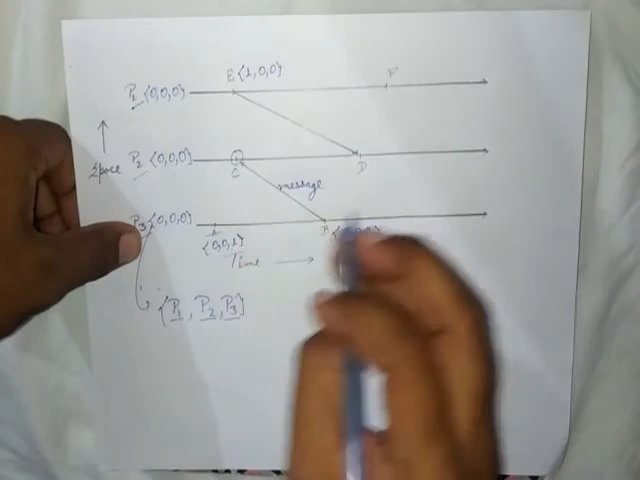 E {1,0,0} F
P1 {0,0,0}
Space P2 {0,0,0} C D
message
P3 {0,0,0} A B
{0,0,1}
Time
{P1, P2, P3}